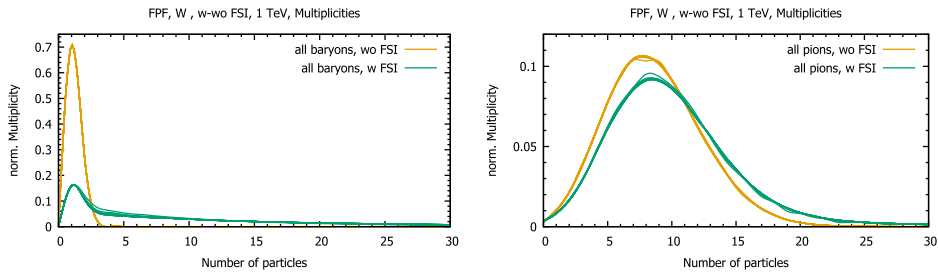 FPF, W , w-wo FSI, 1 TeV, Multiplicities
norm. Multiplicity
0.7
0.6
0.5
0.4
0.3
0.2
0.1
0
all baryons, wo FSI
all baryons, w FSI
0 5 10 15 20 25 30
Number of particles
FPF, W , w-wo FSI, 1 TeV, Multiplicities
norm. Multiplicity
0.1
0.05
0
all pions, wo FSI
all pions, w FSI
0 5 10 15 20 25 30
Number of particles